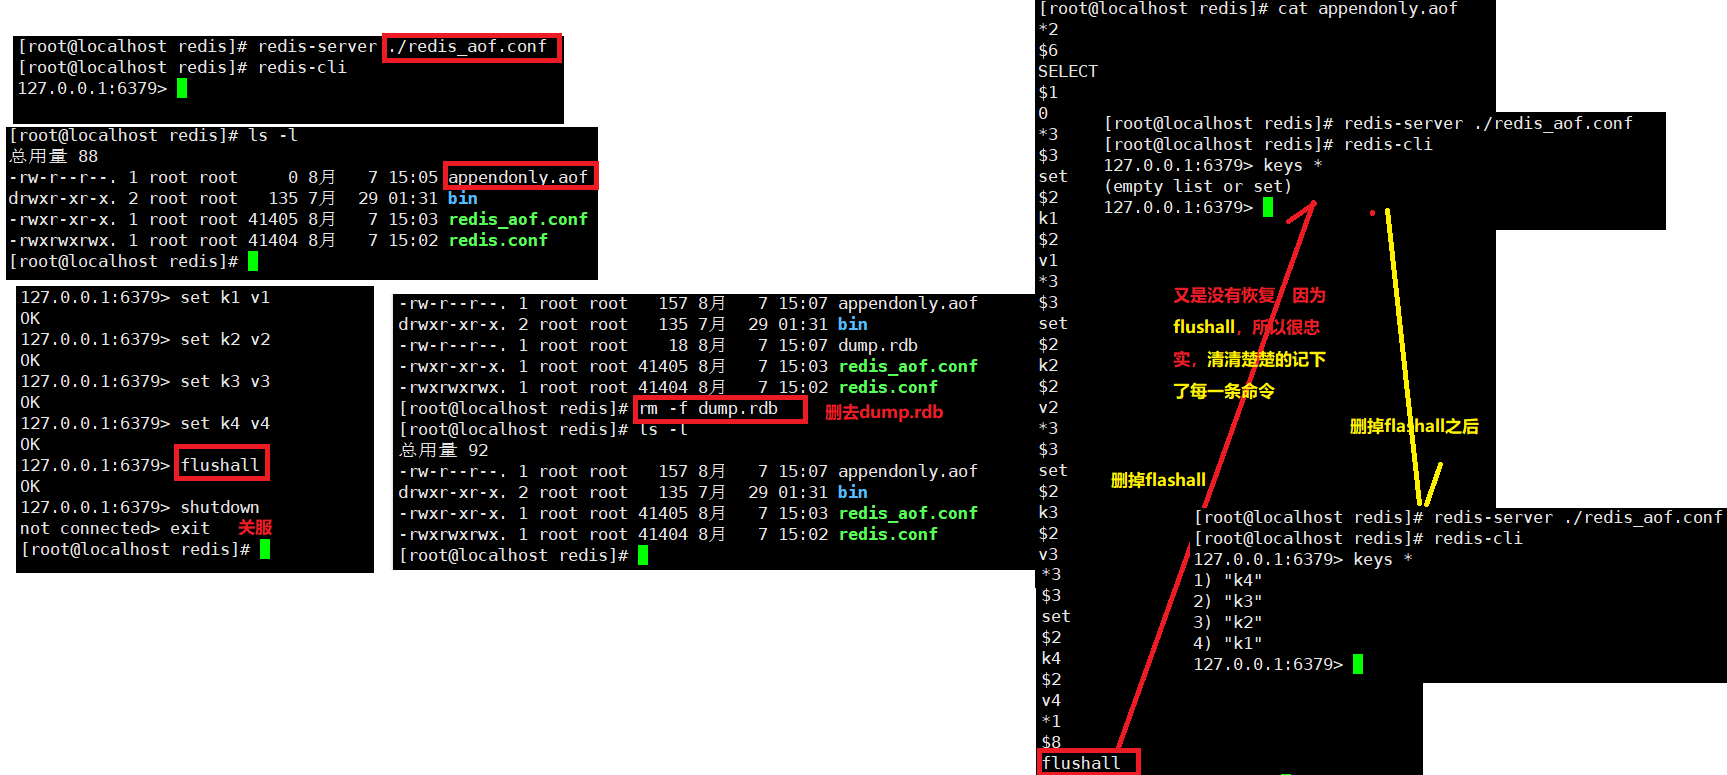 [root@localhost redis]# redis-server ./redis_aof.conf
[root@localhost redis]# redis-cli
127.0.0.1:6379>
[root@localhost redis]# ls -l
总用量 88
-rw-r--r--. 1 root root     0 8月   7 15:05 appendonly.aof
drwxr-xr-x. 2 root root   135 7月  29 01:31 bin
-rwxr-xr-x. 1 root root 41405 8月   7 15:03 redis_aof.conf
-rwxrwxrwx. 1 root root 41404 8月   7 15:02 redis.conf
[root@localhost redis]#
127.0.0.1:6379> set k1 v1
OK
127.0.0.1:6379> set k2 v2
OK
127.0.0.1:6379> set k3 v3
OK
127.0.0.1:6379> set k4 v4
OK
127.0.0.1:6379> flushall
OK
127.0.0.1:6379> shutdown
not connected> exit 关服
[root@localhost redis]#
-rw-r--r--. 1 root root   157 8月   7 15:07 appendonly.aof
drwxr-xr-x. 2 root root   135 7月  29 01:31 bin
-rw-r--r--. 1 root root    18 8月   7 15:07 dump.rdb
-rwxr-xr-x. 1 root root 41405 8月   7 15:03 redis_aof.conf
-rwxrwxrwx. 1 root root 41404 8月   7 15:02 redis.conf
[root@localhost redis]# rm -f dump.rdb 删去dump.rdb
[root@localhost redis]# ls -l
总用量 92
-rw-r--r--. 1 root root   157 8月   7 15:07 appendonly.aof
drwxr-xr-x. 2 root root   135 7月  29 01:31 bin
-rwxr-xr-x. 1 root root 41405 8月   7 15:03 redis_aof.conf
-rwxrwxrwx. 1 root root 41404 8月   7 15:02 redis.conf
[root@localhost redis]#
[root@localhost redis]# cat appendonly.aof
*2
$6
SELECT
$1
0
*3
$3
set
$2
k1
$2
v1
*3
$3
set
$2
k2
$2
v2
*3
$3
set
$2
k3
$2
v3
*3
$3
set
$2
k4
$2
v4
*1
$8
flushall
[root@localhost redis]# redis-server ./redis_aof.conf
[root@localhost redis]# redis-cli
127.0.0.1:6379> keys *
(empty list or set)
127.0.0.1:6379>
又是没有恢复，因为
flushall，所以很忠
实，清清楚楚的记下
了每一条命令
删掉flashall之后
删掉flashall
[root@localhost redis]# redis-server ./redis_aof.conf
[root@localhost redis]# redis-cli
127.0.0.1:6379> keys *
1) "k4"
2) "k3"
3) "k2"
4) "k1"
127.0.0.1:6379>